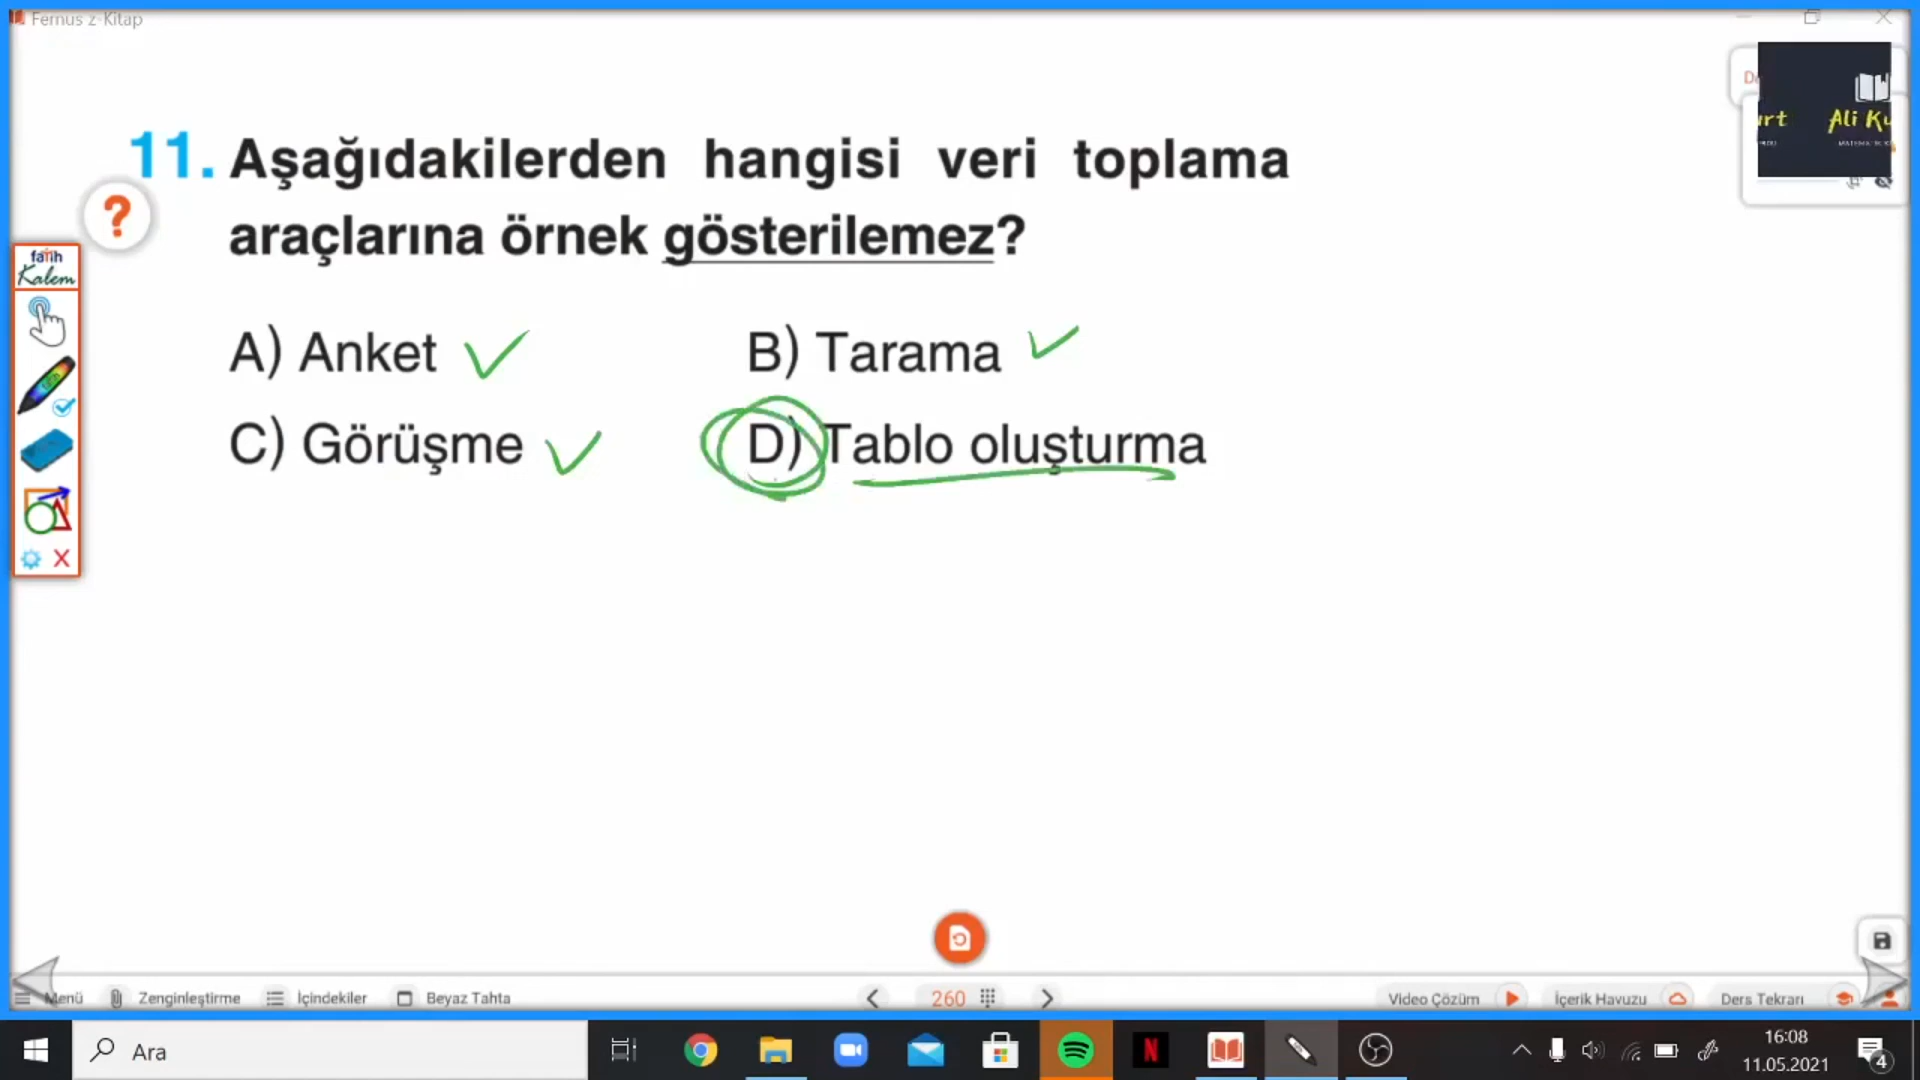 Fernus z-Kitap
11. Aşağıdakilerden hangisi veri toplama
araçlarına örnek gösterilemez?
?
fatih
Kalem
A) Anket
B) Tarama
C) Görüşme
D) Tablo oluşturma
Ali Ku
Menü
Zenginleştirme
İçindekiler
Beyaz Tahta
260
Video Çözüm
İçerik Havuzu
Ders Tekrarı
Ara
16:08
11.05.2021
4